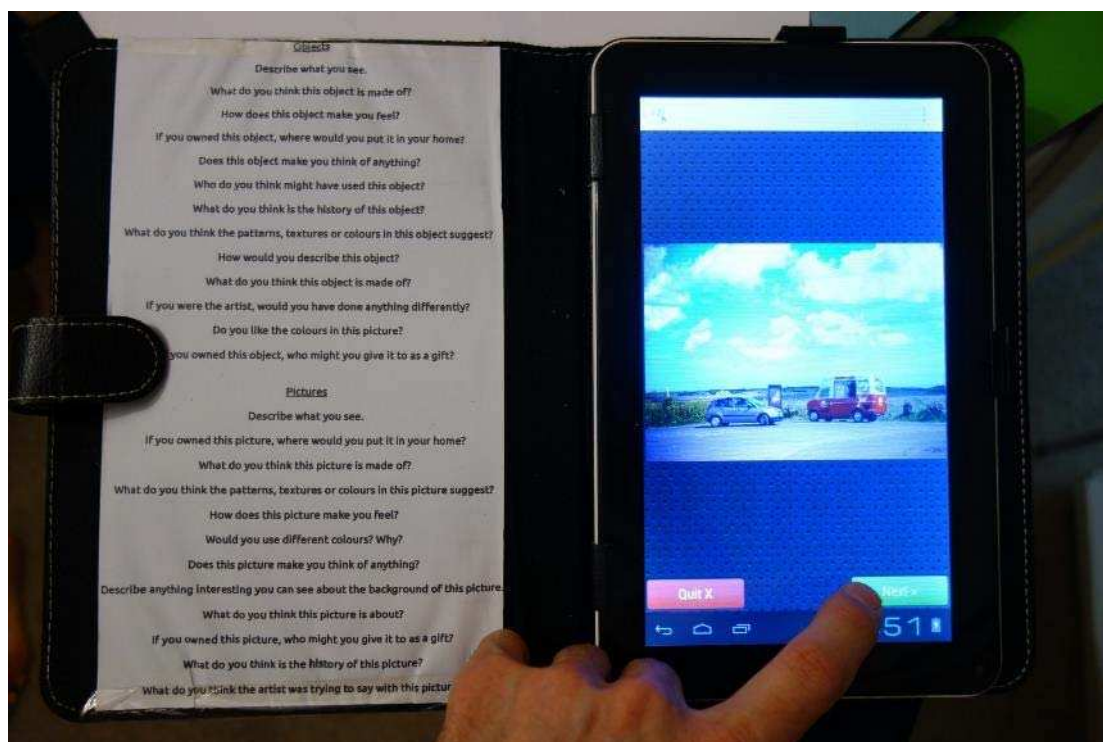 Objects
Describe what you see.
What do you think this object is made of?
How does this object make you feel?
If you owned this object, where would you put it in your home?
Does this object make you think of anything?
Who do you think might have used this object?
What do you think is the history of this object?
What do you think the patterns, textures or colours in this object suggest?
How would you describe this object?
What do you think this object is made of?
If you were the artist, would you have done anything differently?
Do you like the colours in this picture?
you owned this object, who might you give it to as a gift?
Pictures
Describe what you see.
If you owned this picture, where would you put it in your home?
What do you think this picture is made of?
What do you think the patterns, textures or colours in this picture suggest?
How does this picture make you feel?
Would you use different colours? Why?
Does this picture make you think of anything?
Describe anything interesting you can see about the background of this picture.
What do you think this picture is about?
If you owned this picture, who might you give it to as a gift?
What do you think is the history of this picture?
What do you think the artist was trying to say with this pictur
Quit X
Next »
51